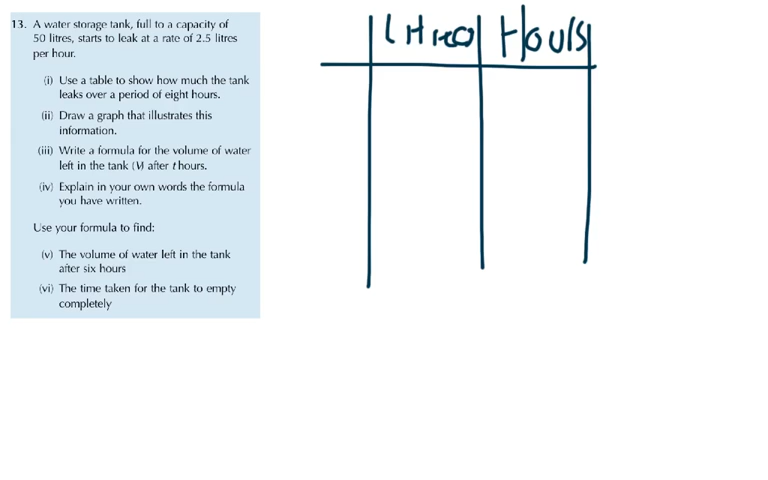 13. A water storage tank, full to a capacity of
50 litres, starts to leak at a rate of 2.5 litres
per hour.
(i) Use a table to show how much the tank
leaks over a period of eight hours.
(ii) Draw a graph that illustrates this
information.
(iii) Write a formula for the volume of water
left in the tank (V) after t hours.
(iv) Explain in your own words the formula
you have written.
Use your formula to find:
(v) The volume of water left in the tank
after six hours
(vi) The time taken for the tank to empty
completely
Litres Hours